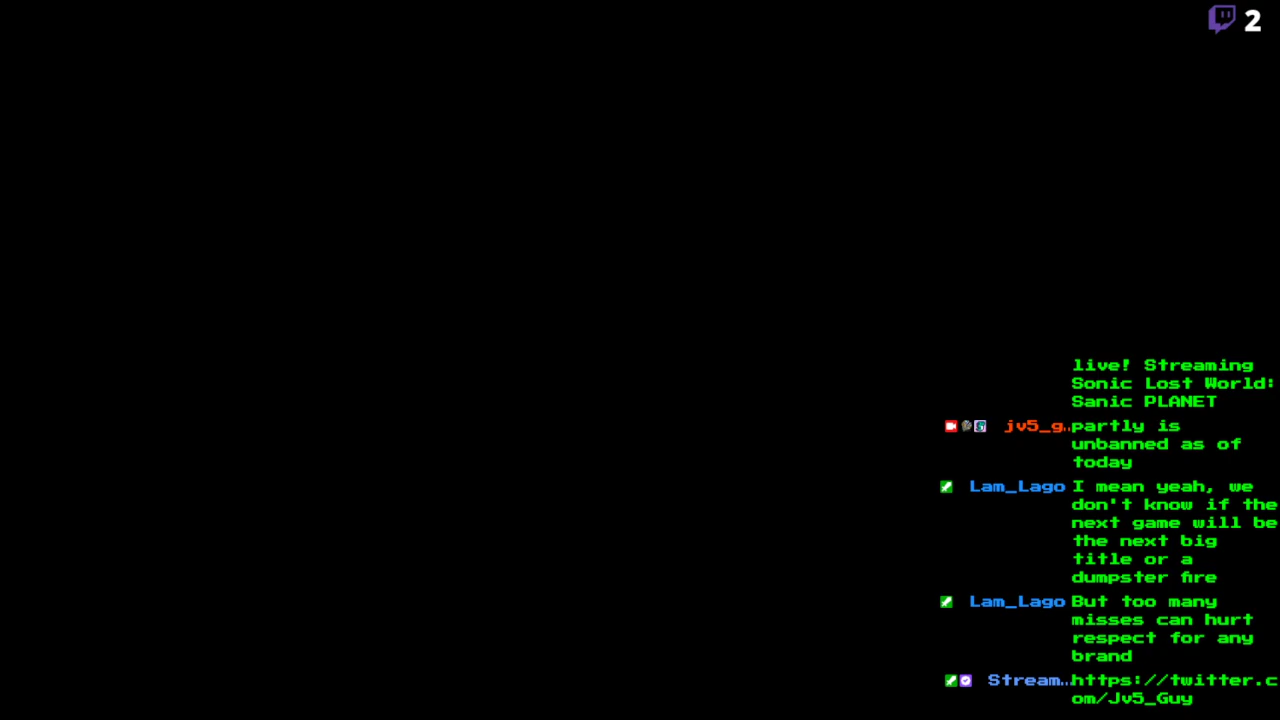 2
live! Streaming
Sonic Lost World:
Sanic PLANET
jv5_g..partly is
unbanned as of
today
Lam_Lago I mean yeah, we
don't know if the
next game will be
the next big
title or a
dumpster fire
Lam_Lago But too many
misses can hurt
respect for any
brand
Stream..https://twitter.c
om/Jv5_Guy